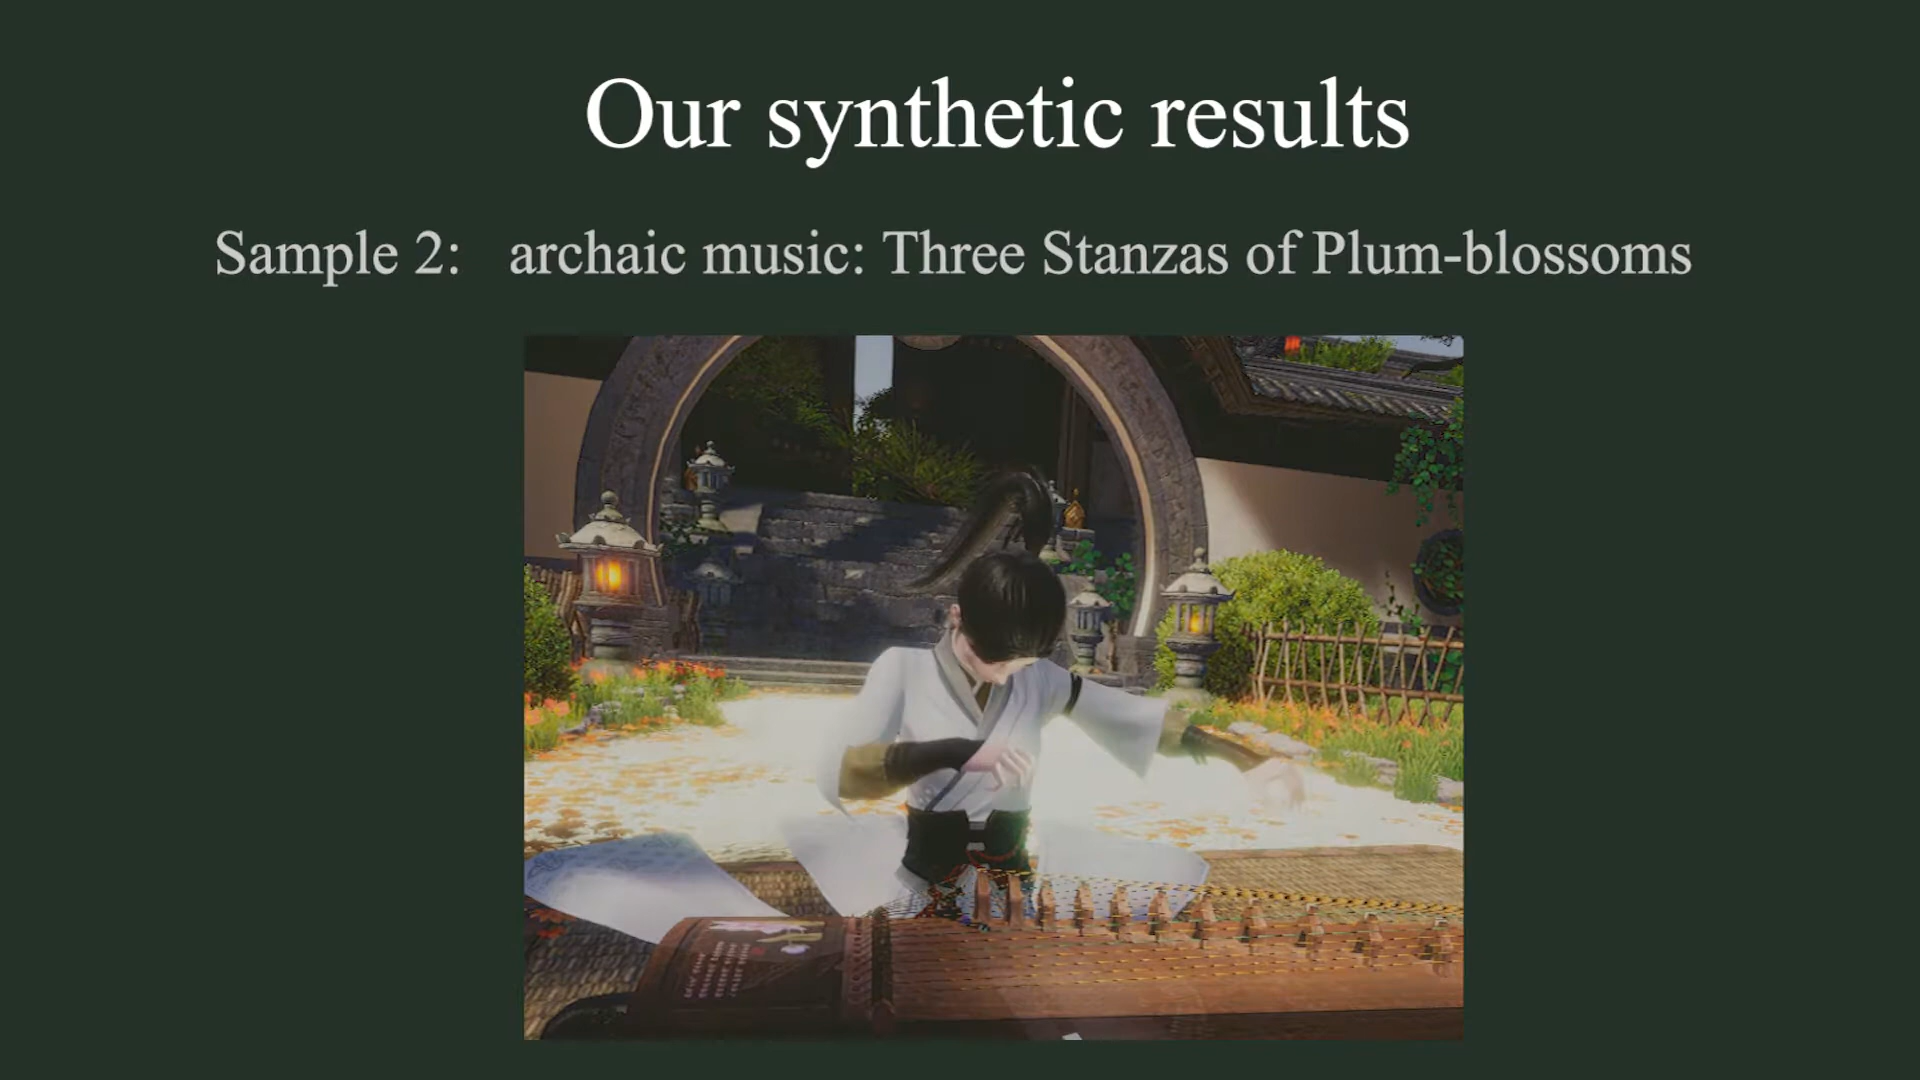 Our synthetic results
Sample 2: archaic music: Three Stanzas of Plum-blossoms